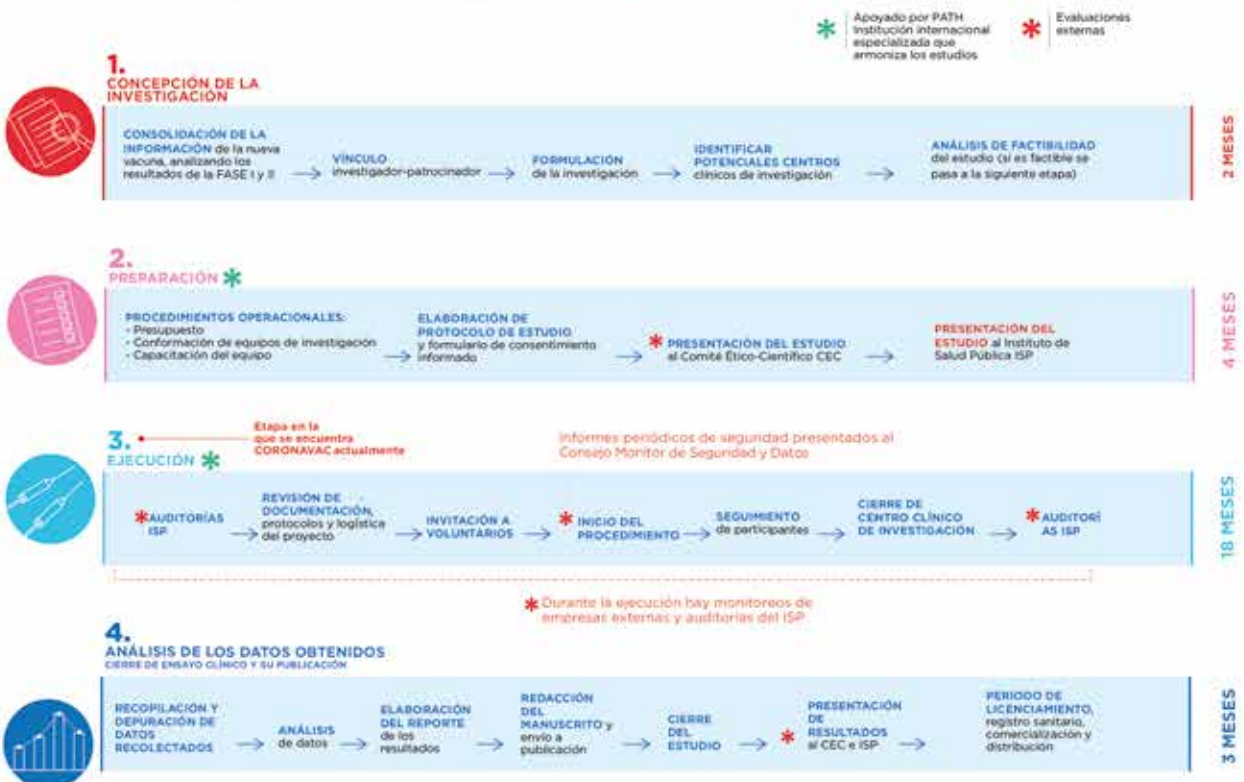 * Apoyado por PATH
Institución internacional
especializada que
armoniza los estudios
* Evaluaciones
externas
1.
CONCEPCIÓN DE LA
INVESTIGACIÓN
CONSOLIDACIÓN DE LA
INFORMACIÓN de la nueva
vacuna, analizando los
resultados de la FASE I y II
VÍNCULO
investigador-patrocinador
FORMULACIÓN
de la investigación
IDENTIFICAR
POTENCIALES CENTROS
clínicos de investigación
ANÁLISIS DE FACTIBILIDAD
del estudio (si es factible se
pasa a la siguiente etapa)
2 MESES
2.
PREPARACIÓN *
PROCEDIMIENTOS OPERACIONALES:
- Presupuesto
- Conformación de equipos de investigación
- Capacitación del equipo
ELABORACIÓN DE
PROTOCOLO DE ESTUDIO
y formulario de consentimiento
informado
* PRESENTACIÓN DEL ESTUDIO
al Comité Ético-Científico CEC
PRESENTACIÓN DEL
ESTUDIO al Instituto de
Salud Pública ISP
4 MESES
3.
EJECUCIÓN *
Etapa en la
que se encuentra
CORONAVAC actualmente
Informes periódicos de seguridad presentados al
Consejo Monitor de Seguridad y Datos
* AUDITORÍAS
ISP
REVISIÓN DE
DOCUMENTACIÓN,
protocolos y logística
del proyecto
INVITACIÓN A
VOLUNTARIOS
* INICIO DEL
PROCEDIMIENTO
SEGUIMIENTO
de participantes
CIERRE DE
CENTRO CLÍNICO
DE INVESTIGACIÓN
* AUDITORÍ
AS ISP
18 MESES
* Durante la ejecución hay monitoreos de
empresas externas y auditorías del ISP
4.
ANÁLISIS DE LOS DATOS OBTENIDOS
CIERRE DE ENSAYO CLÍNICO Y SU PUBLICACIÓN
RECOPILACIÓN Y
DEPURACIÓN DE
DATOS
RECOLECTADOS
ANÁLISIS
de datos
ELABORACIÓN
DEL REPORTE
de los
resultados
REDACCIÓN
DEL
MANUSCRITO y
envío a
publicación
CIERRE
DEL
ESTUDIO
* PRESENTACIÓN
DE
RESULTADOS
al CEC e ISP
PERIODO DE
LICENCIAMIENTO,
registro sanitario,
comercialización y
distribución
3 MESES